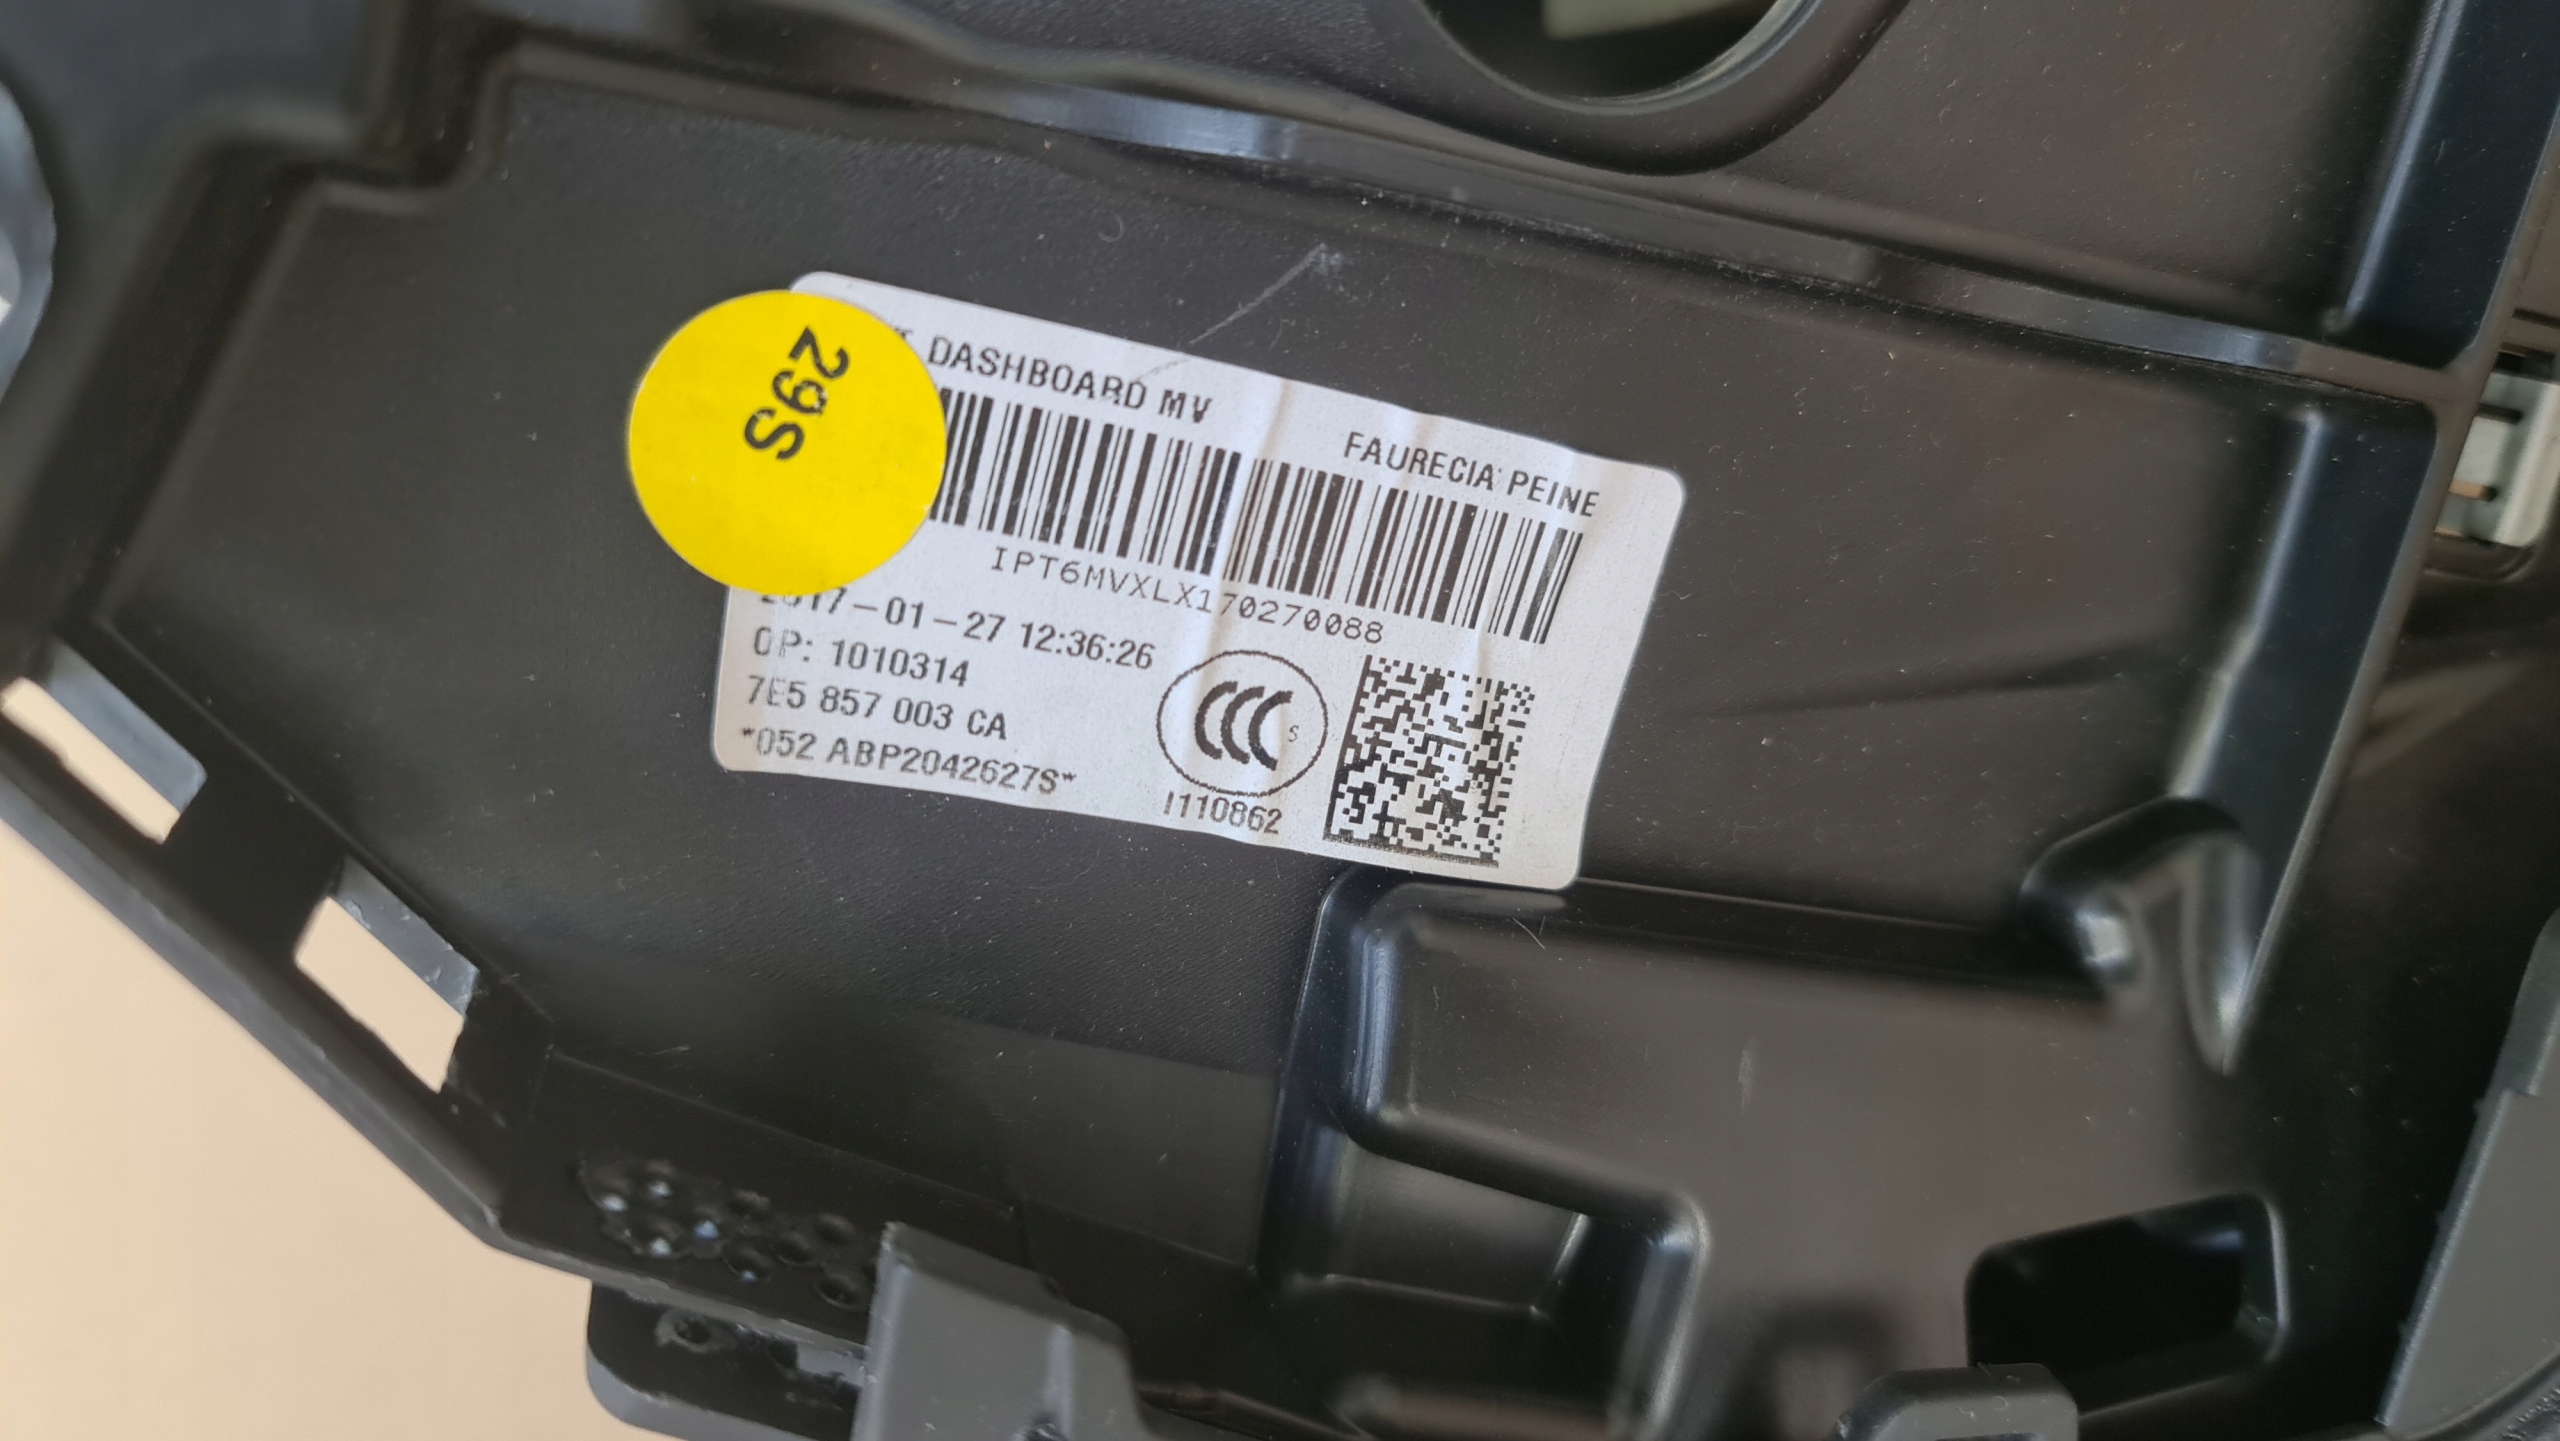 29S
DASHBOARD MV
FAURECIA PEINE
IPT6MVXLX170270088
2017-01-27 12:36:26
OP: 1010314
7E5 857 003 CA
*052 ABP2042627S*
CCC S
I110862